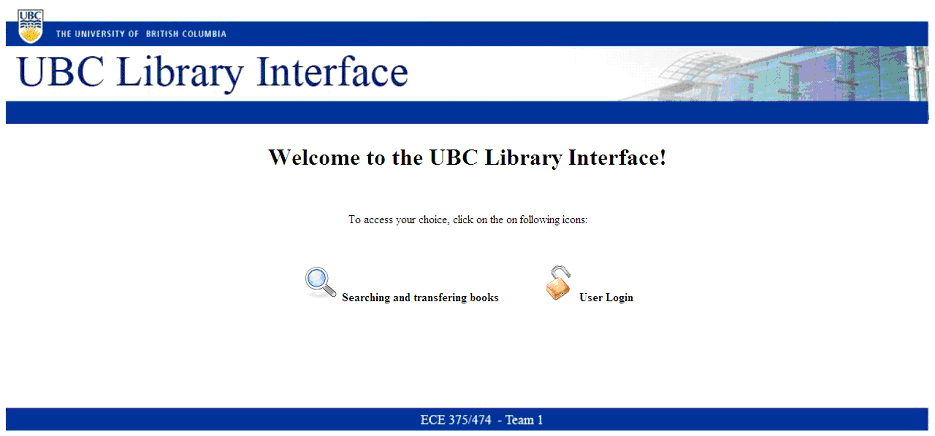 UBC
THE UNIVERSITY OF BRITISH COLUMBIA
UBC Library Interface
Welcome to the UBC Library Interface!
To access your choice, click on the on following icons:
Searching and transfering books
User Login
ECE 375/474 - Team 1